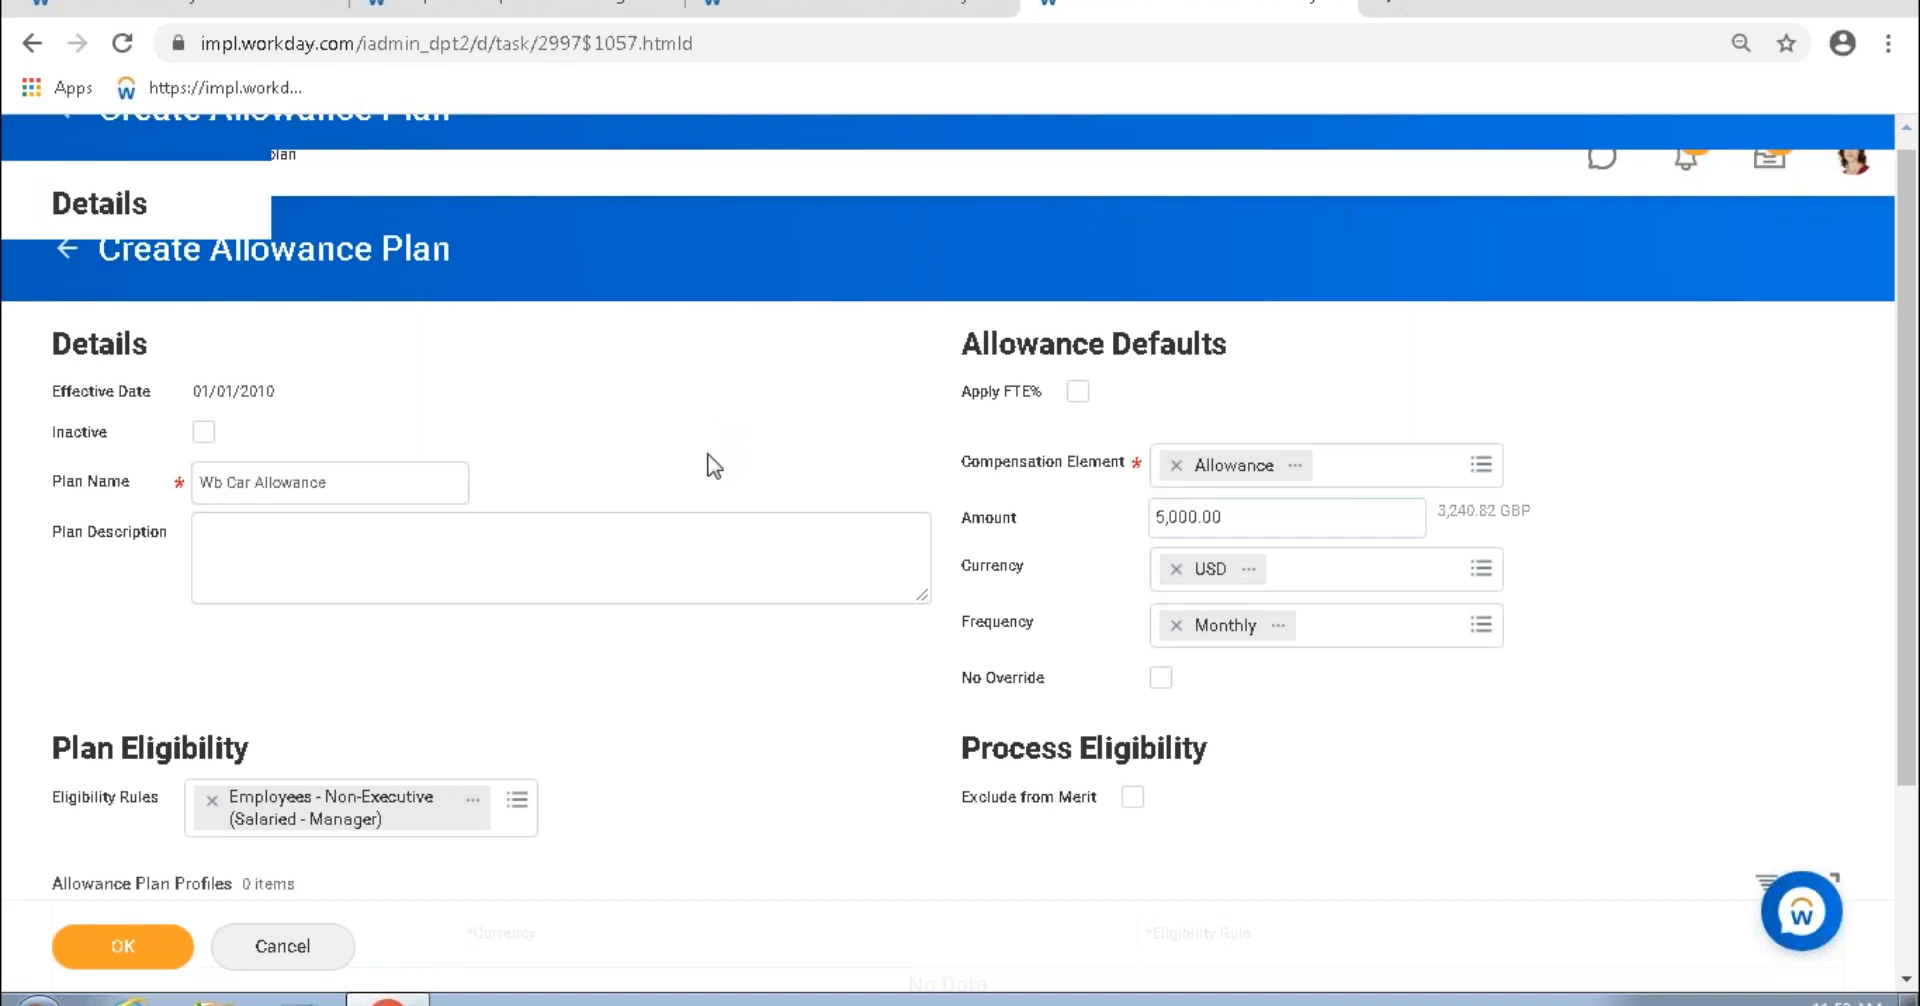 impl.workday.com/iadmin_dpt2/d/task/2997$1057.htmld
Apps
https://impl.workd...
Create Allowance Plan
plan
Details
Create Allowance Plan
Details
Effective Date 01/01/2010
Inactive
Plan Name * Wb Car Allowance
Plan Description
Allowance Defaults
Apply FTE%
Compensation Element * × Allowance ...
Amount 5,000.00 3,240.82 GBP
Currency × USD ...
Frequency × Monthly ...
No Override
Plan Eligibility
Eligibility Rules × Employees - Non-Executive ...
(Salaried - Manager)
Process Eligibility
Exclude from Merit
Allowance Plan Profiles 0 items
*Currency
*Eligibility Rule
OK
Cancel
No Data